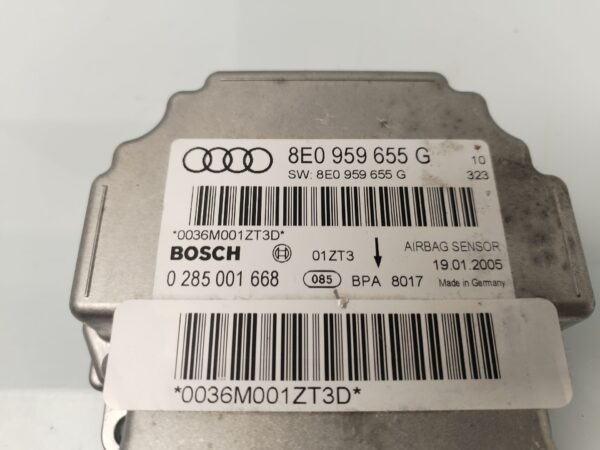 8E0 959 655 G 10
SW: 8E0 959 655 G 323
*0036M001ZT3D*
BOSCH 01ZT3 AIRBAG SENSOR
19.01.2005
0 285 001 668 085 BPA 8017 Made in Germany
*0036M001ZT3D*